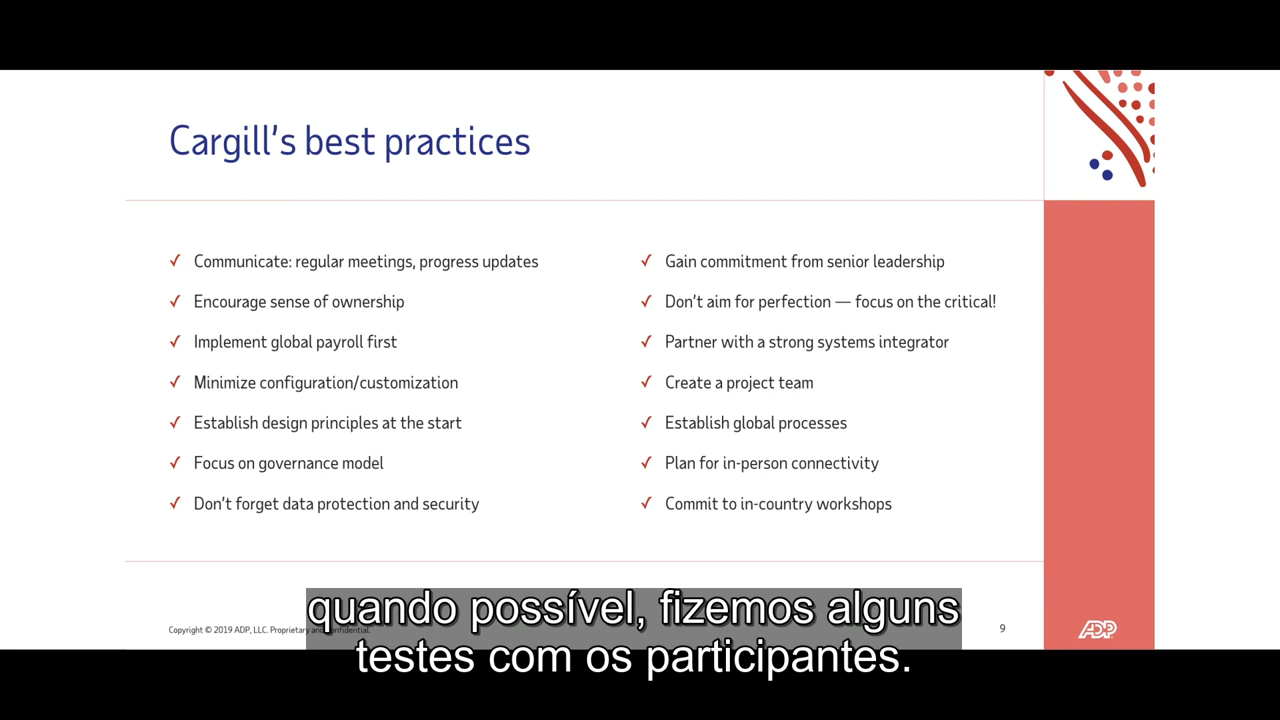 Cargill's best practices
✓ Communicate: regular meetings, progress updates
✓ Encourage sense of ownership
✓ Implement global payroll first
✓ Minimize configuration/customization
✓ Establish design principles at the start
✓ Focus on governance model
✓ Don't forget data protection and security
✓ Gain commitment from senior leadership
✓ Don't aim for perfection — focus on the critical!
✓ Partner with a strong systems integrator
✓ Create a project team
✓ Establish global processes
✓ Plan for in-person connectivity
✓ Commit to in-country workshops
quando possível, fizemos alguns
testes com os participantes.
Copyright © 2019 ADP, LLC. Proprietary and Confidential.
9
ADP